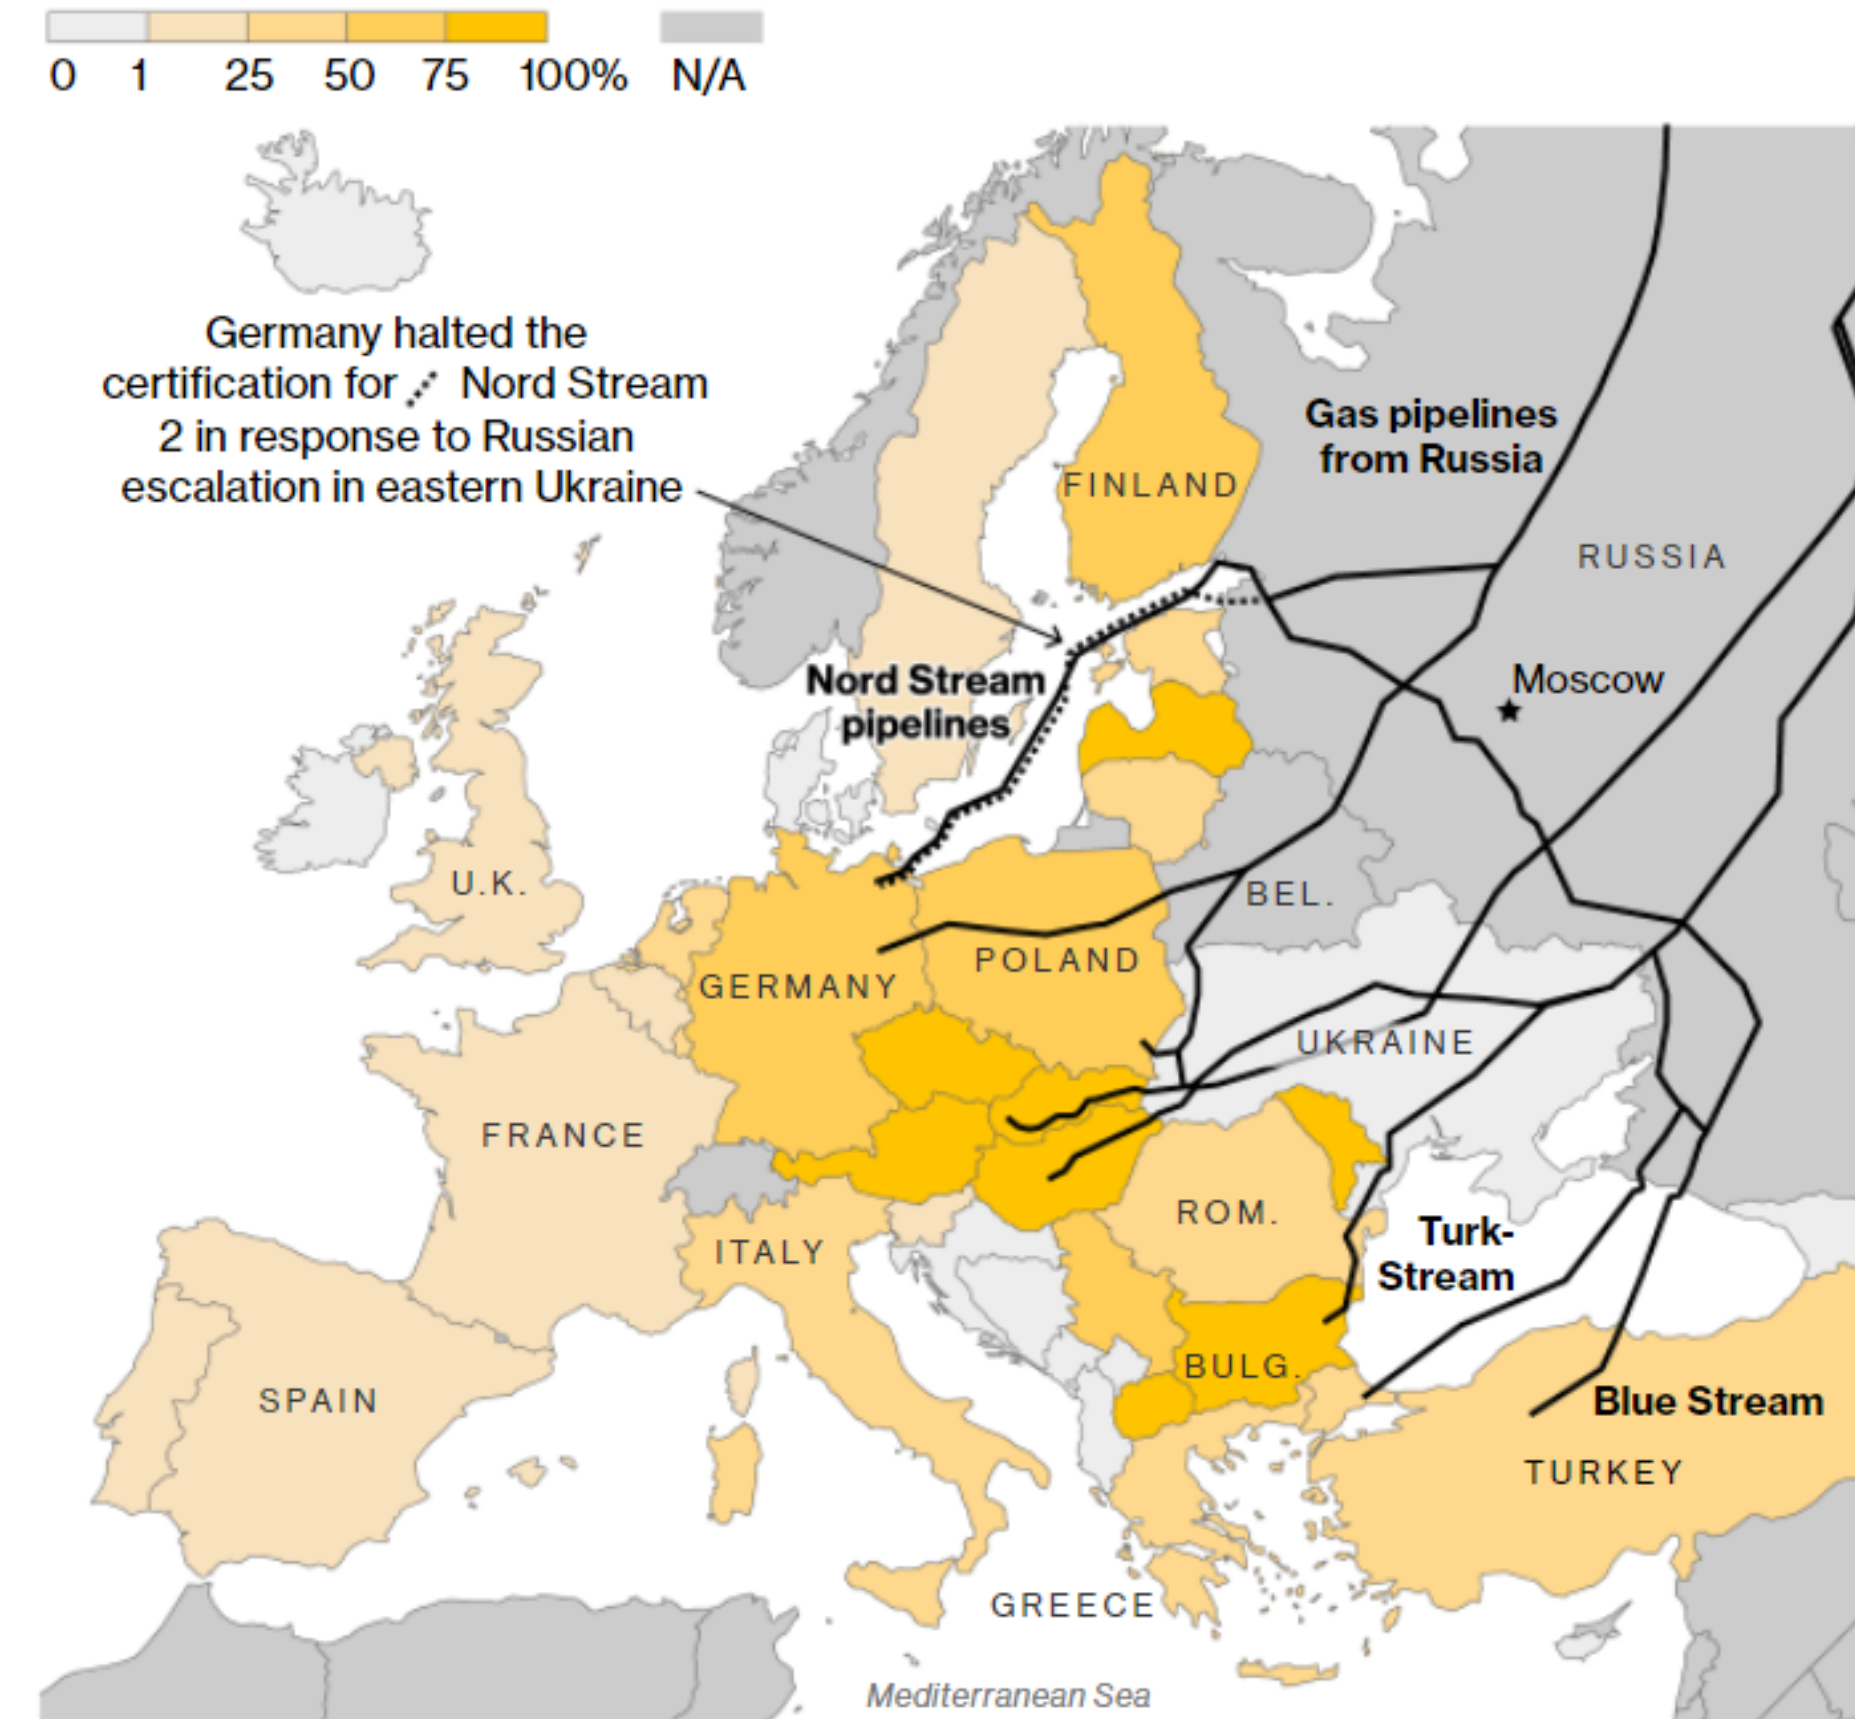 0 1 25 50 75 100% N/A
Germany halted the
certification for Nord Stream
2 in response to Russian
escalation in eastern Ukraine
Gas pipelines
from Russia
FINLAND
RUSSIA
Nord Stream
pipelines
Moscow
U.K.
BEL.
POLAND
GERMANY
UKRAINE
FRANCE
ROM.
ITALY
Turk-
Stream
BULG.
SPAIN
Blue Stream
TURKEY
GREECE
Mediterranean Sea